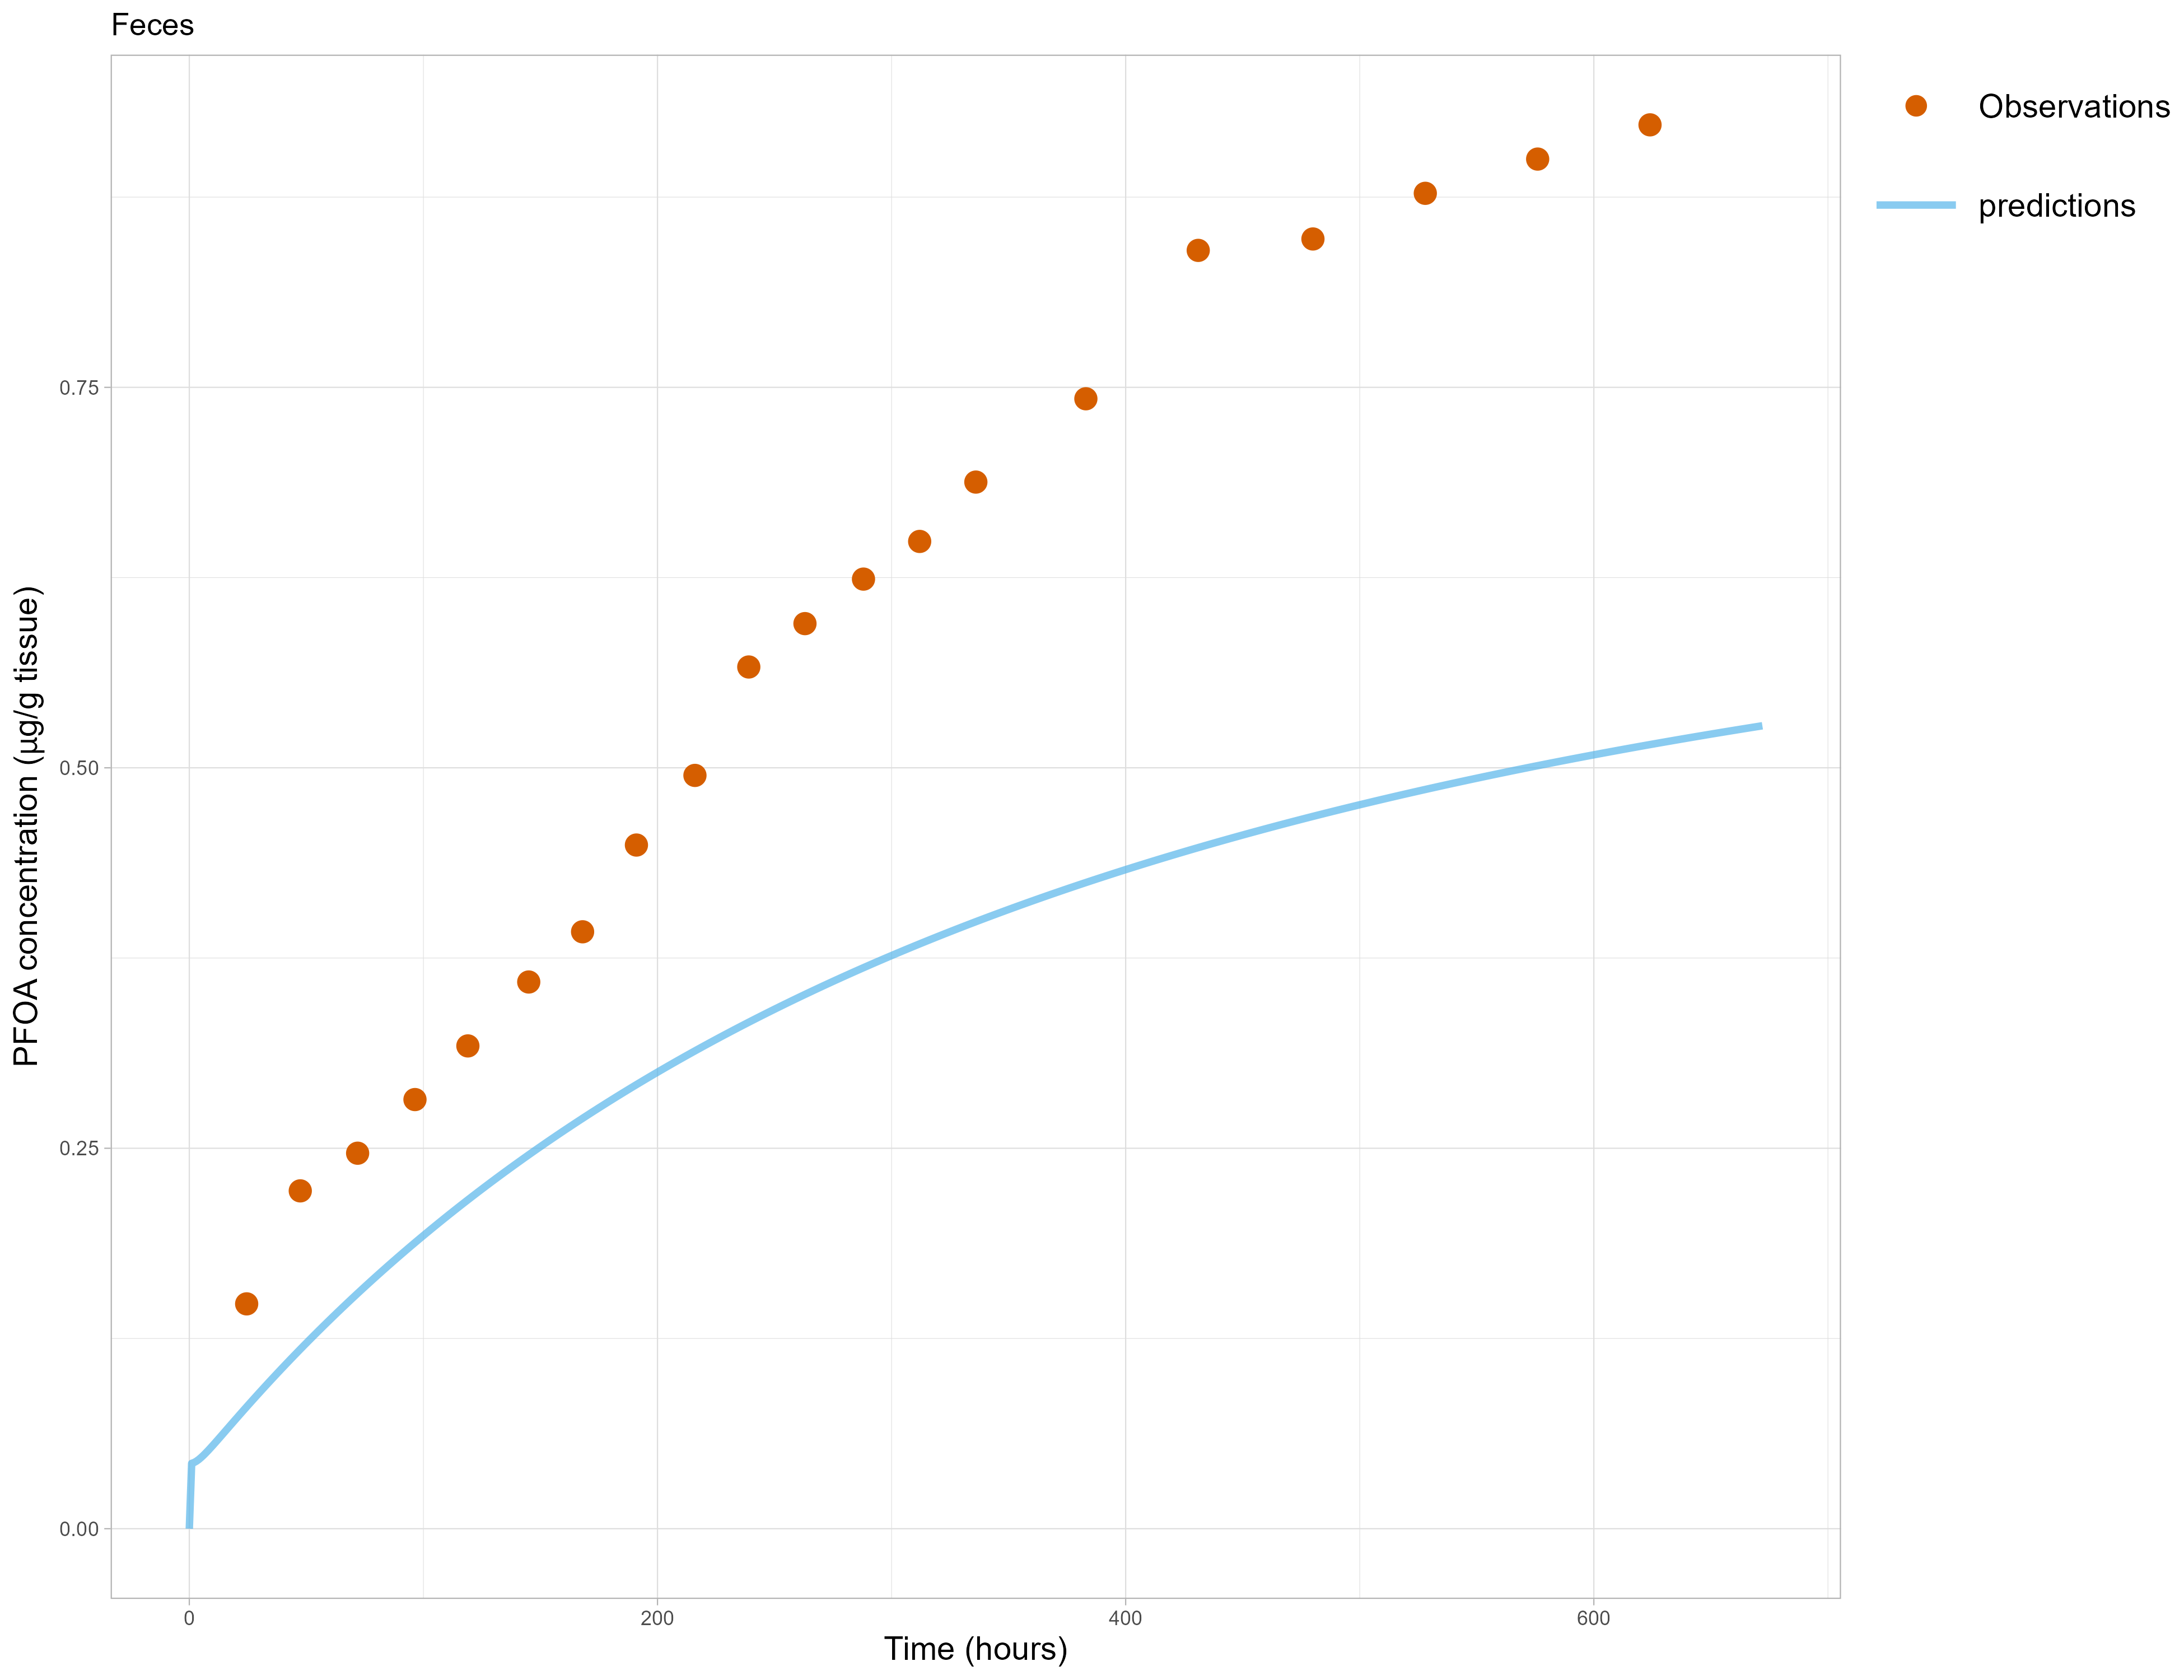 Feces
Observations
predictions
PFOA concentration (µg/g tissue)
0.75
0.50
0.25
0.00
0 200 400 600
Time (hours)